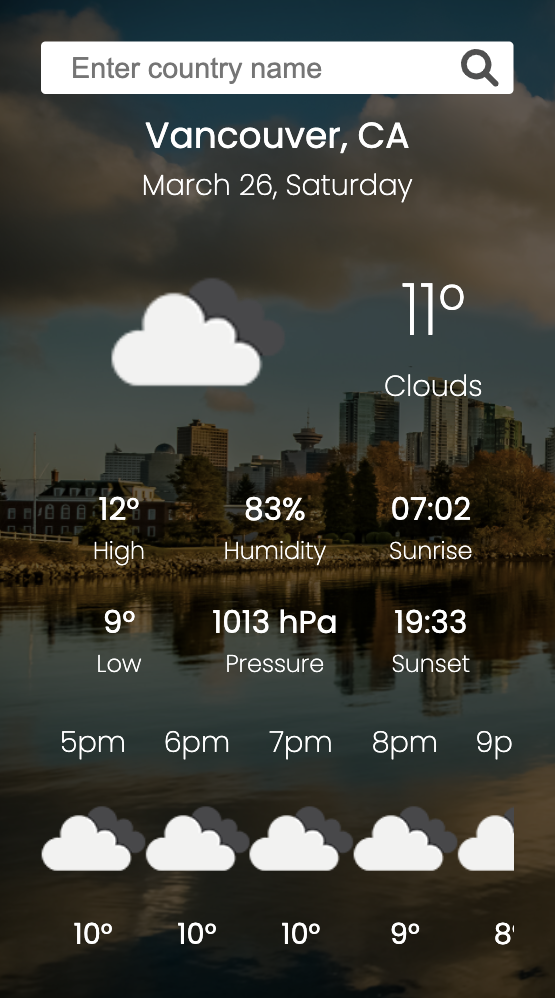 Enter country name
Vancouver, CA
March 26, Saturday
11°
Clouds
12° 83% 07:02
High Humidity Sunrise
9° 1013 hPa 19:33
Low Pressure Sunset
5pm 6pm 7pm 8pm 9p
10° 10° 10° 9° 8°